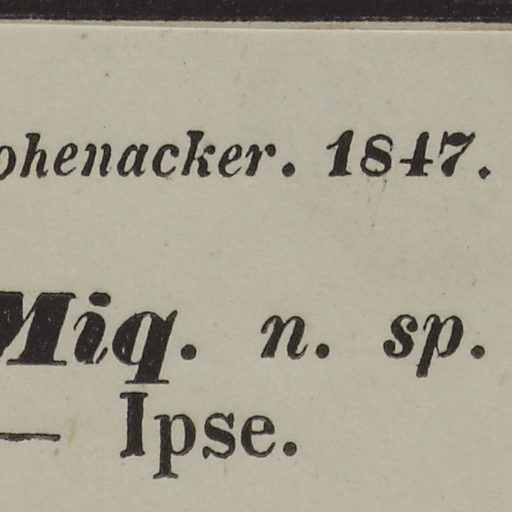 ohenacker. 1847.
Miq. n. sp.
— Ipse.